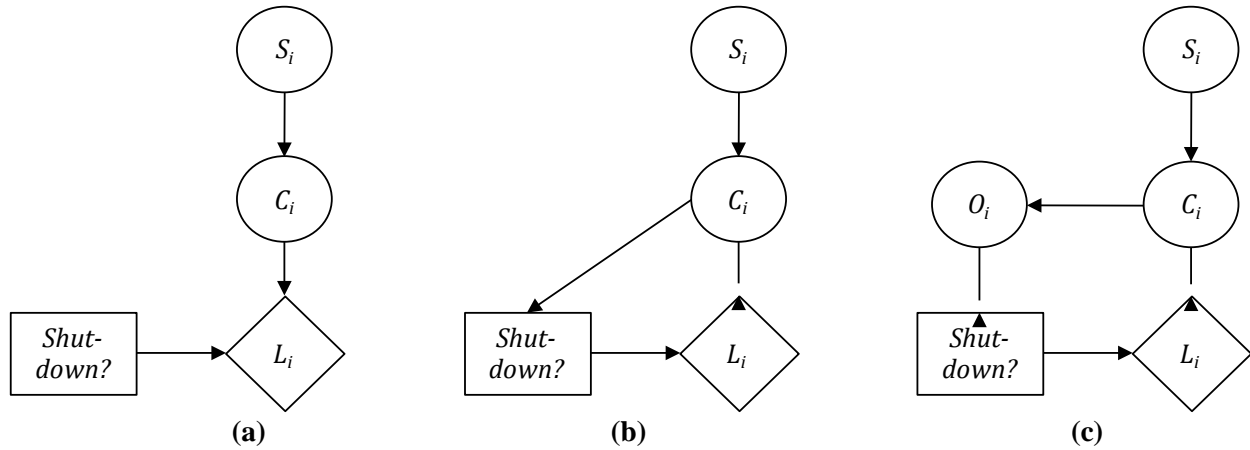 S_i
C_i
Shut-
down?
L_i
(a)
S_i
C_i
Shut-
down?
L_i
(b)
S_i
O_i
C_i
Shut-
down?
L_i
(c)